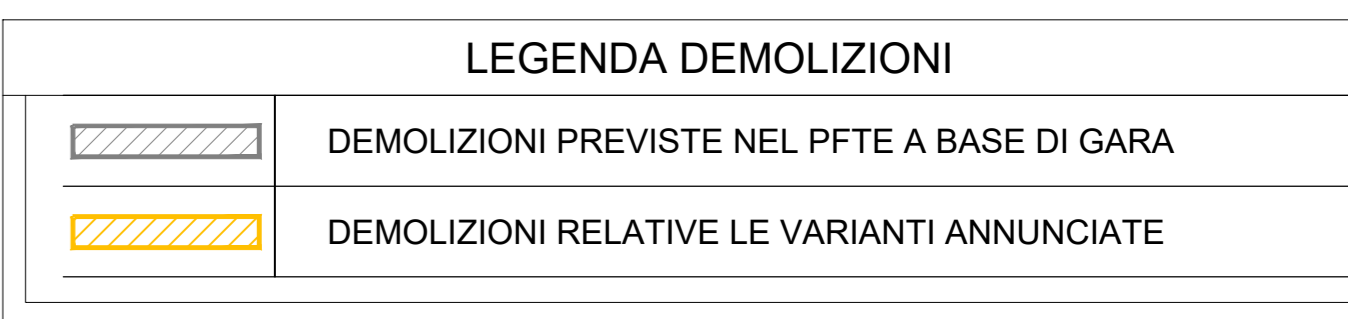 LEGENDA DEMOLIZIONI
DEMOLIZIONI PREVISTE NEL PFTE A BASE DI GARA
DEMOLIZIONI RELATIVE LE VARIANTI ANNUNCIATE